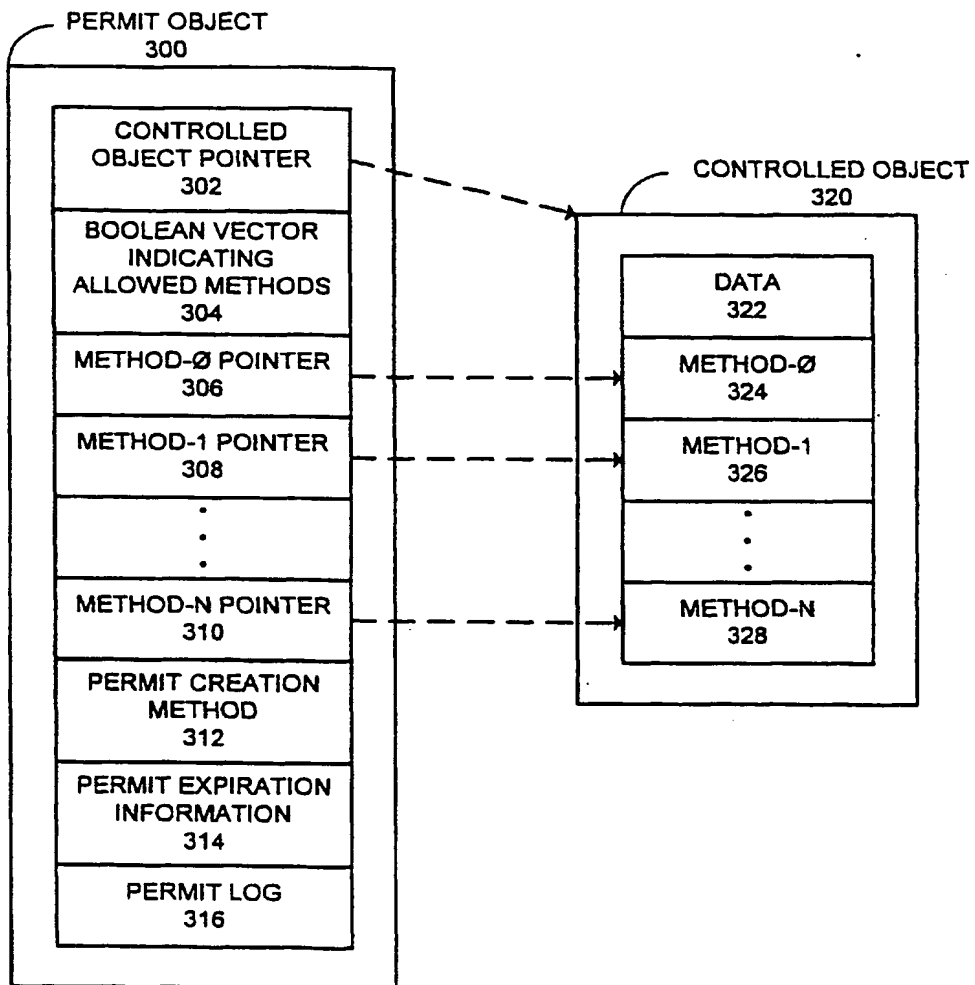 PERMIT OBJECT
300
CONTROLLED
OBJECT POINTER
302
BOOLEAN VECTOR
INDICATING
ALLOWED METHODS
304
METHOD-Ø POINTER
306
METHOD-1 POINTER
308
METHOD-N POINTER
310
PERMIT CREATION
METHOD
312
PERMIT EXPIRATION
INFORMATION
314
PERMIT LOG
316
CONTROLLED OBJECT
320
DATA
322
METHOD-Ø
324
METHOD-1
326
METHOD-N
328